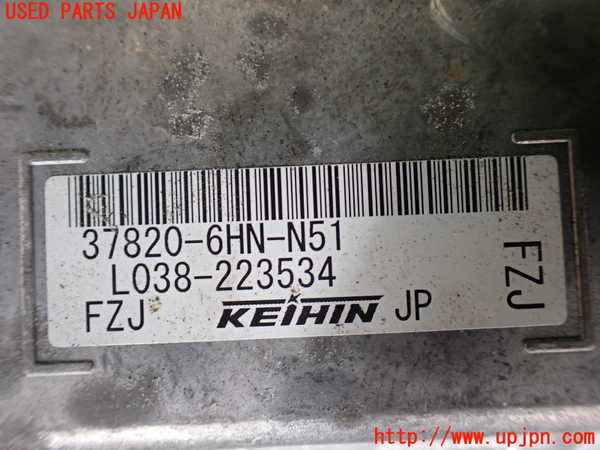 USED PARTS JAPAN
37820-6HN-N51
L038-223534
FZJ KEIHIN JP
FZJ
http://www.upjpn.com/